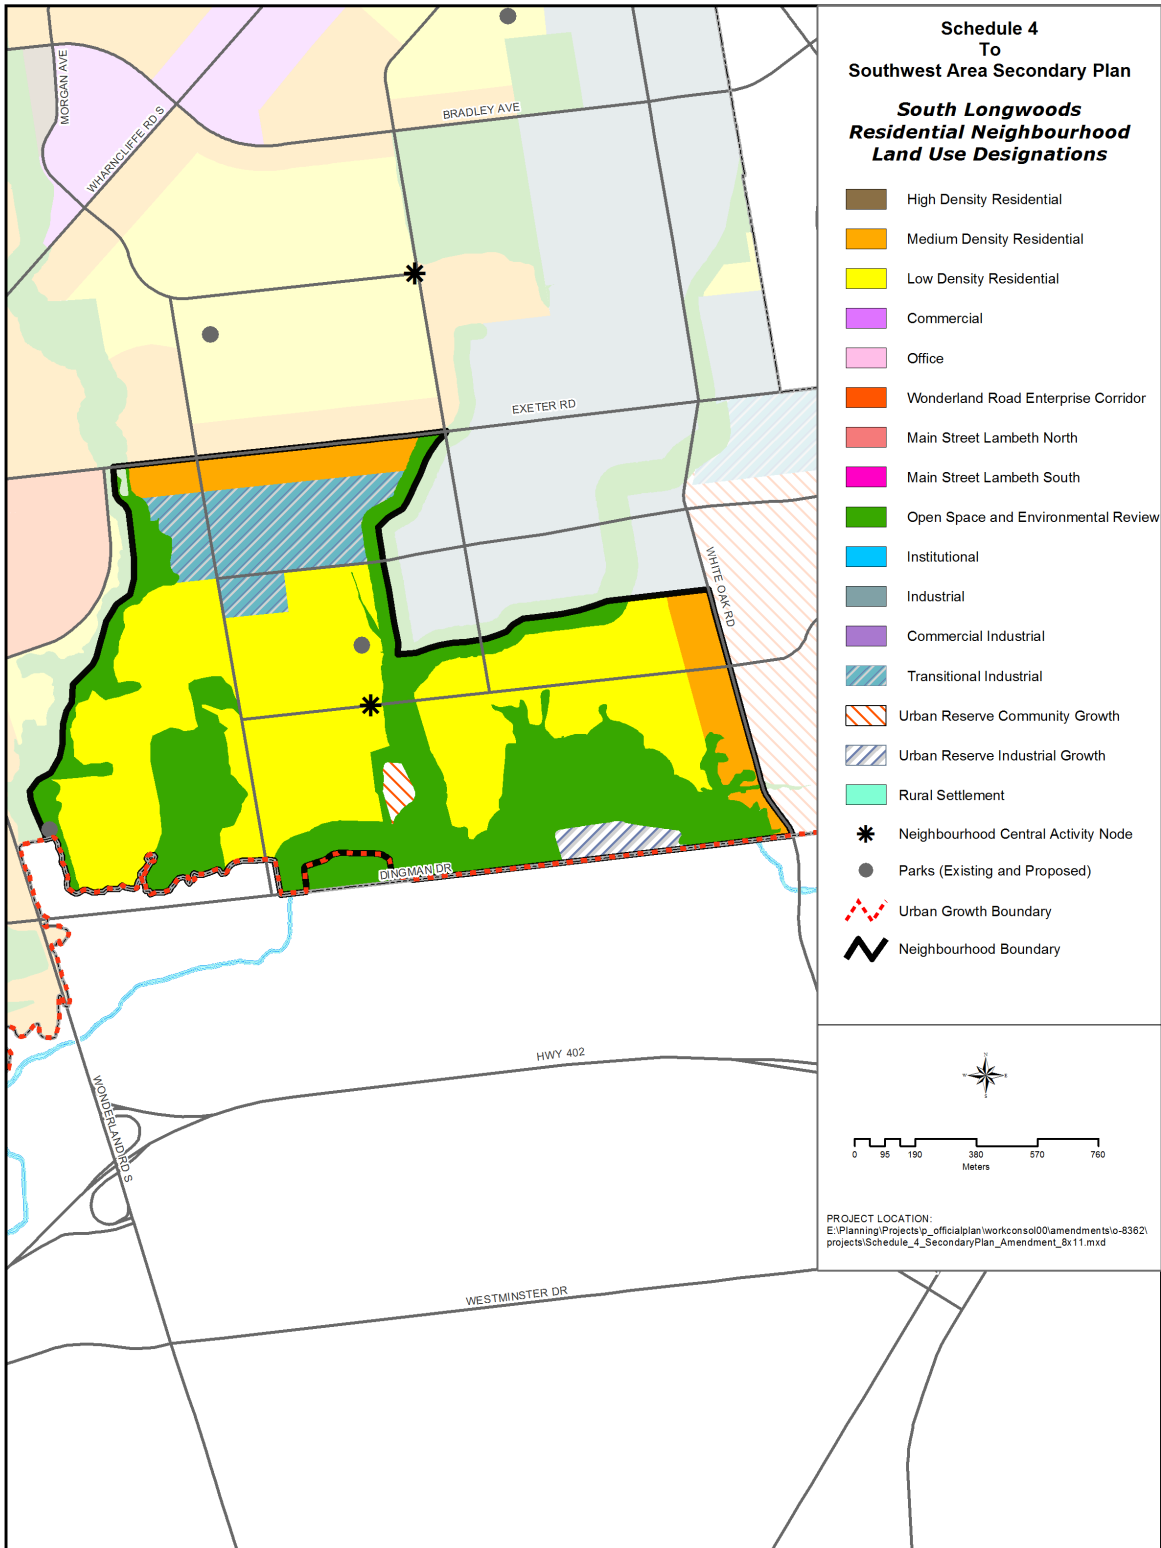 Schedule 4
To
Southwest Area Secondary Plan
South Longwoods
Residential Neighbourhood
Land Use Designations
High Density Residential
Medium Density Residential
Low Density Residential
Commercial
Office
Wonderland Road Enterprise Corridor
Main Street Lambeth North
Main Street Lambeth South
Open Space and Environmental Review
Institutional
Industrial
Commercial Industrial
Transitional Industrial
Urban Reserve Community Growth
Urban Reserve Industrial Growth
Rural Settlement
Neighbourhood Central Activity Node
Parks (Existing and Proposed)
Urban Growth Boundary
Neighbourhood Boundary
N
W E
S
0 95 190 380 570 760
Meters
PROJECT LOCATION:
E:\Planning\Projects\p_officialplan\workconsol00\amendments\o-8362\
projects\Schedule_4_SecondaryPlan_Amendment_8x11.mxd
MORGAN AVE
WHARNCLIFFE RD S
BRADLEY AVE
EXETER RD
WHITE OAK RD
DINGMAN DR
HWY 402
WONDERLAND RD S
WESTMINSTER DR